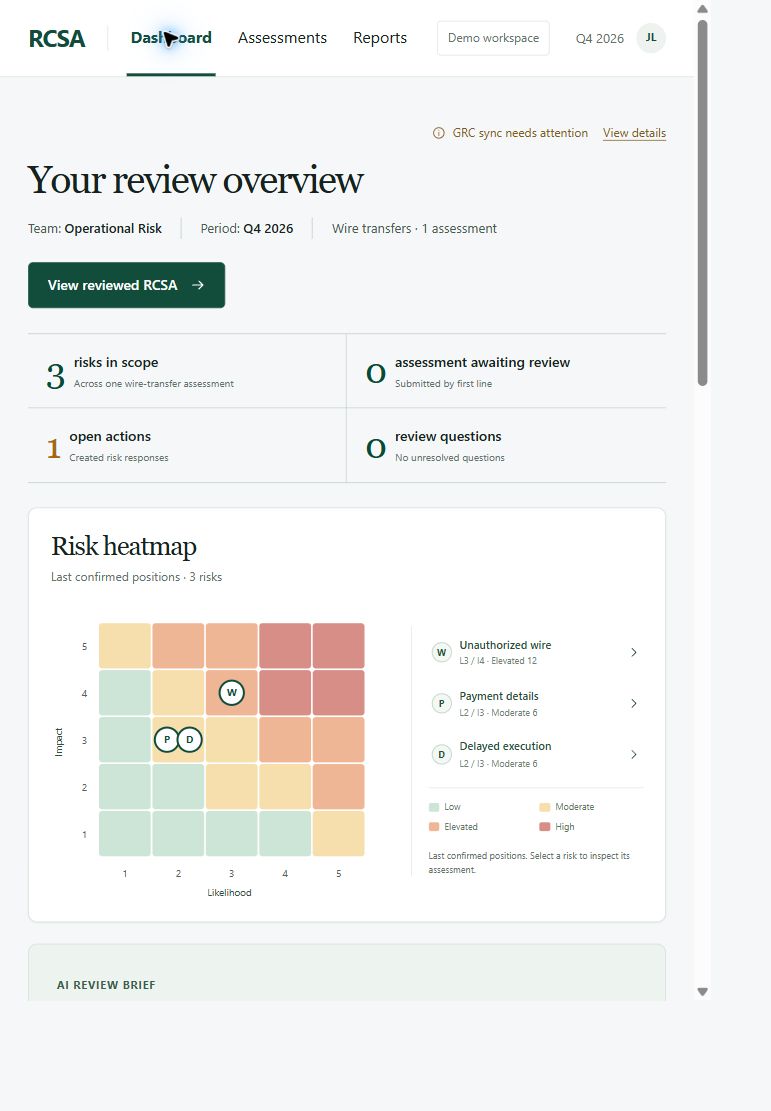 RCSA Dashboard Assessments Reports Demo workspace Q4 2026 JL
GRC sync needs attention View details
Your review overview
Team: Operational Risk Period: Q4 2026 Wire transfers · 1 assessment
View reviewed RCSA →
3 risks in scope
Across one wire-transfer assessment
0 assessment awaiting review
Submitted by first line
1 open actions
Created risk responses
0 review questions
No unresolved questions
Risk heatmap
Last confirmed positions · 3 risks
Impact
5
4
3
2
1
W
P D
1 2 3 4 5
Likelihood
W Unauthorized wire
L3 / I4 · Elevated 12
P Payment details
L2 / I3 · Moderate 6
D Delayed execution
L2 / I3 · Moderate 6
Low Moderate
Elevated High
Last confirmed positions. Select a risk to inspect its
assessment.
AI REVIEW BRIEF